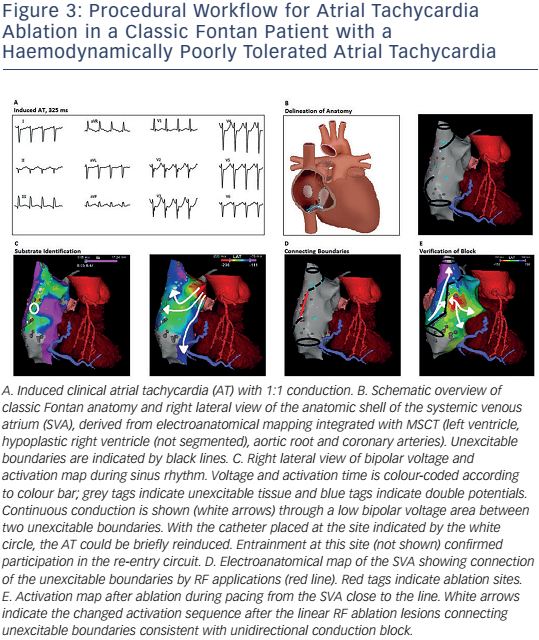 Figure 3: Procedural Workflow for Atrial Tachycardia
Ablation in a Classic Fontan Patient with a
Haemodynamically Poorly Tolerated Atrial Tachycardia
A
Induced AT, 325 ms
B
Delineation of Anatomy
I
aVR
V1
V4
II
aVL
V2
V5
III
aVF
V3
V6
C
Substrate Identification
D
Connecting Boundaries
E
Verification of Block
LAT
-236
-111
LAT
A. Induced clinical atrial tachycardia (AT) with 1:1 conduction. B. Schematic overview of
classic Fontan anatomy and right lateral view of the anatomic shell of the systemic venous
atrium (SVA), derived from electroanatomical mapping integrated with MSCT (left ventricle,
hypoplastic right ventricle (not segmented), aortic root and coronary arteries). Unexcitable
boundaries are indicated by black lines. C. Right lateral view of bipolar voltage and
activation map during sinus rhythm. Voltage and activation time is colour-coded according
to colour bar; grey tags indicate unexcitable tissue and blue tags indicate double potentials.
Continuous conduction is shown (white arrows) through a low bipolar voltage area between
two unexcitable boundaries. With the catheter placed at the site indicated by the white
circle, the AT could be briefly reinduced. Entrainment at this site (not shown) confirmed
participation in the re-entry circuit. D. Electroanatomical map of the SVA showing connection
of the unexcitable boundaries by RF applications (red line). Red tags indicate ablation sites.
E. Activation map after ablation during pacing from the SVA close to the line. White arrows
indicate the changed activation sequence after the linear RF ablation lesions connecting
unexcitable boundaries consistent with unidirectional conduction block.